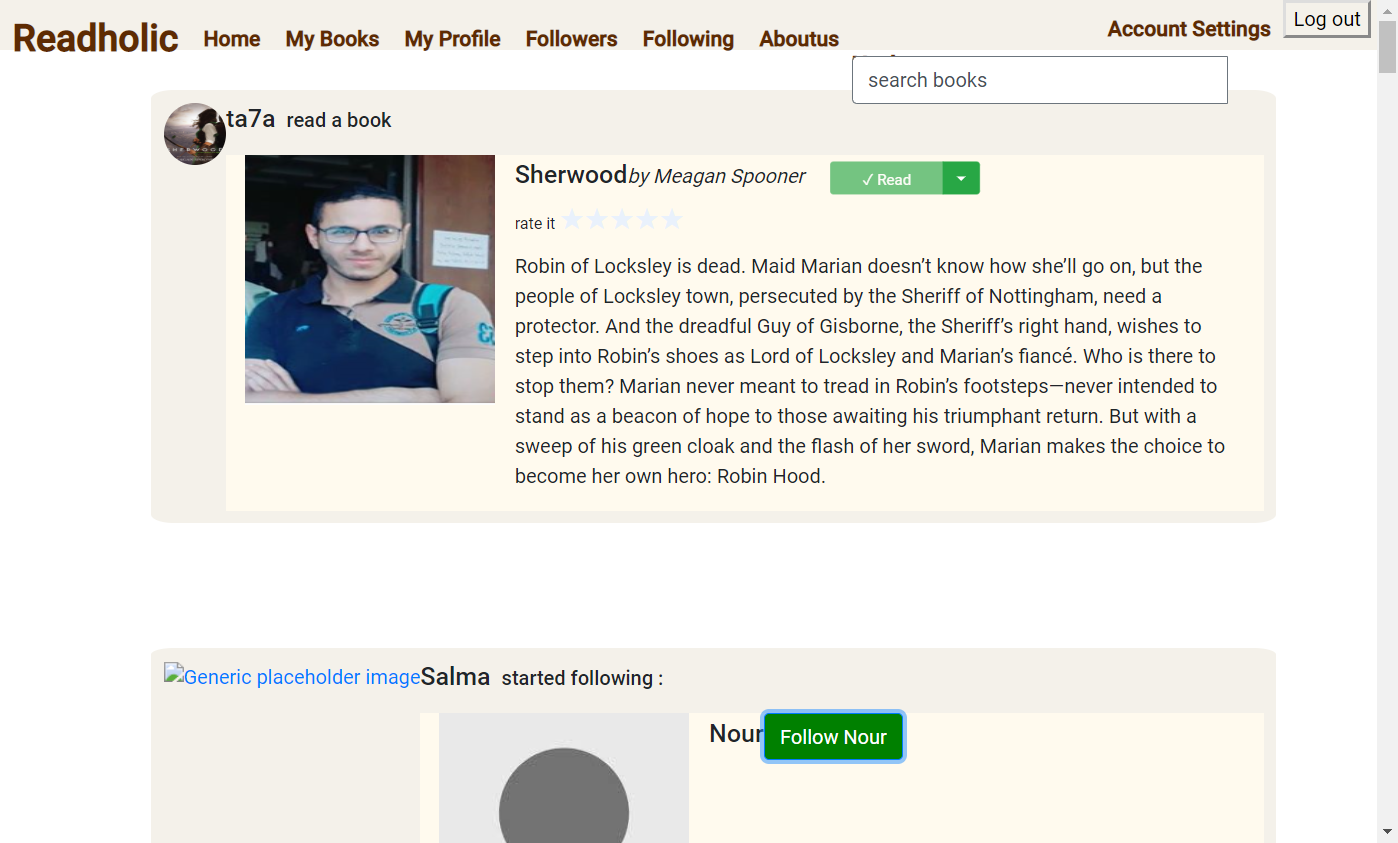 Readholic Home My Books My Profile Followers Following Aboutus Account Settings Log out
search books
ta7a read a book
SHERWOOD
Sherwood by Meagan Spooner ✓ Read
rate it ★★★★★
Robin of Locksley is dead. Maid Marian doesn’t know how she’ll go on, but the
people of Locksley town, persecuted by the Sheriff of Nottingham, need a
protector. And the dreadful Guy of Gisborne, the Sheriff’s right hand, wishes to
step into Robin’s shoes as Lord of Locksley and Marian’s fiancé. Who is there to
stop them? Marian never meant to tread in Robin’s footsteps—never intended to
stand as a beacon of hope to those awaiting his triumphant return. But with a
sweep of his green cloak and the flash of her sword, Marian makes the choice to
become her own hero: Robin Hood.
Generic placeholder image Salma started following :
Nour Follow Nour